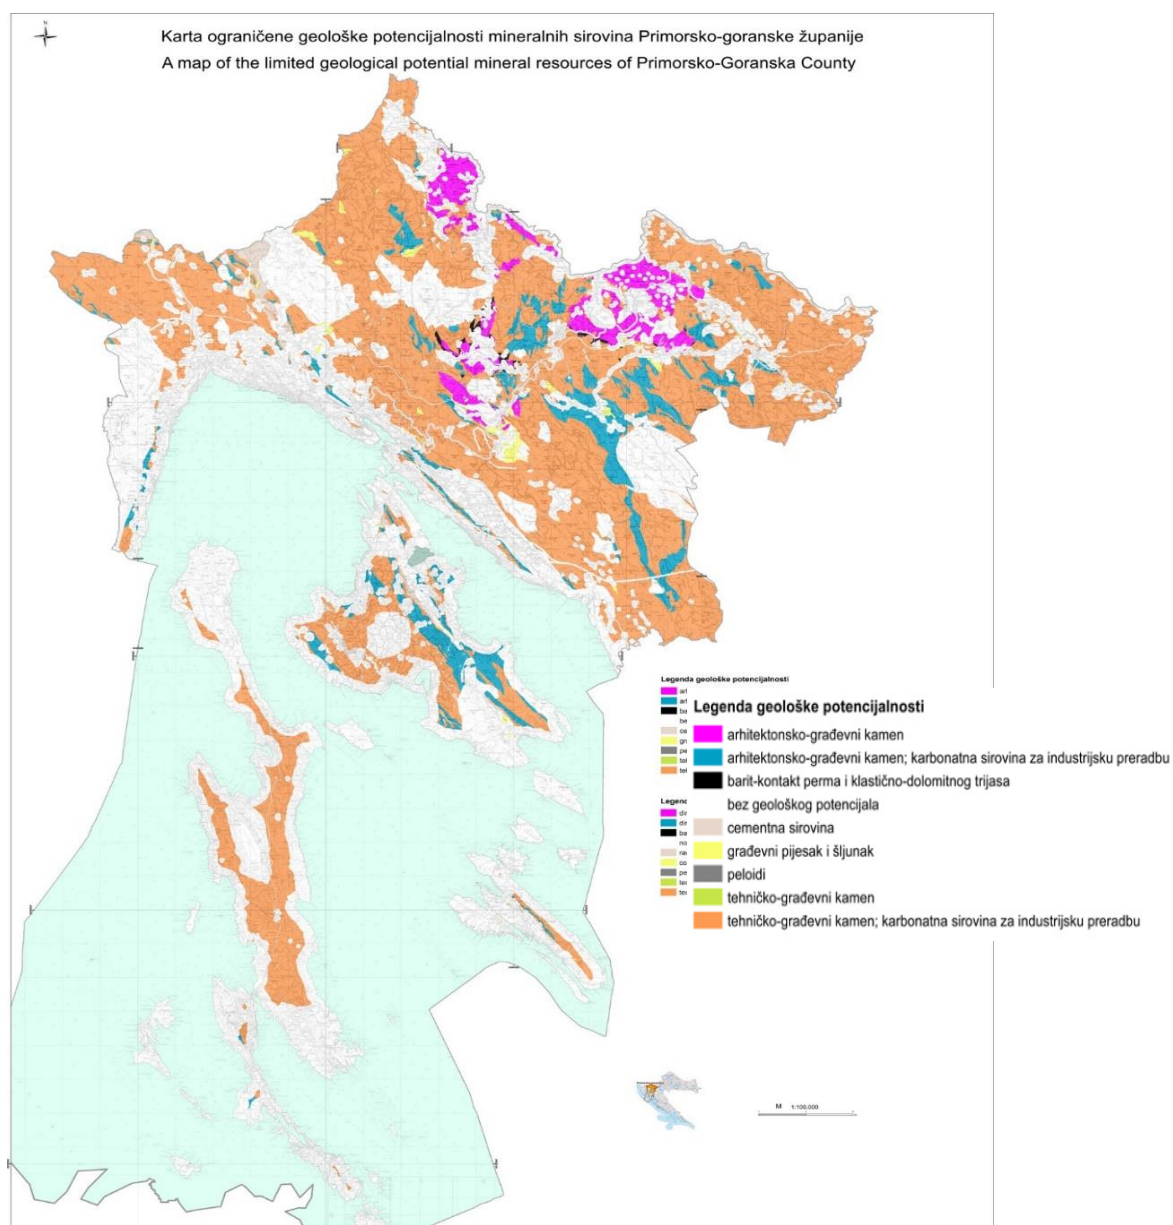 N
Karta ograničene geološke potencijalnosti mineralnih sirovina Primorsko-goranske županije
A map of the limited geological potential mineral resources of Primorsko-Goranska County
Legenda geološke potencijalnosti
Legenda geološke potencijalnosti
arhitektonsko-građevni kamen
arhitektonsko-građevni kamen; karbonatna sirovina za industrijsku preradbu
barit-kontakt perma i klastično-dolomitnog trijasa
bez geološkog potencijala
cementna sirovina
građevni pijesak i šljunak
peloidi
tehničko-građevni kamen
tehničko-građevni kamen; karbonatna sirovina za industrijsku preradbu
M 1:100.000